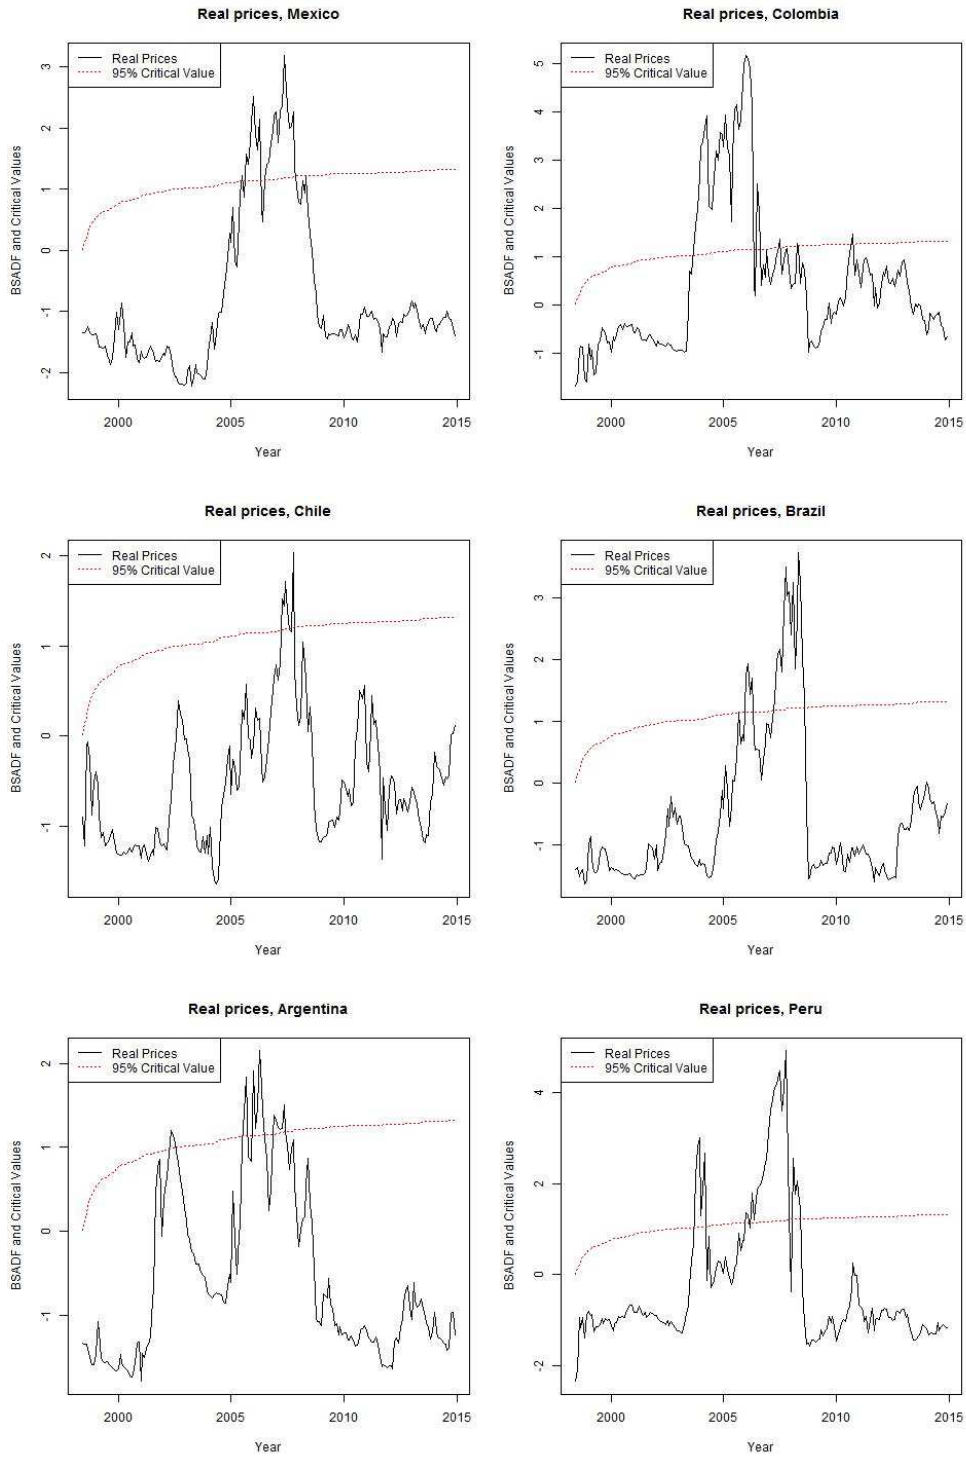 Real prices, Mexico
Real Prices
95% Critical Value
BSADF and Critical Values
3
2
1
0
-1
-2
2000 2005 2010 2015
Year
Real prices, Colombia
Real Prices
95% Critical Value
BSADF and Critical Values
5
4
3
2
1
0
-1
2000 2005 2010 2015
Year
Real prices, Chile
Real Prices
95% Critical Value
BSADF and Critical Values
2
1
0
-1
2000 2005 2010 2015
Year
Real prices, Brazil
Real Prices
95% Critical Value
BSADF and Critical Values
3
2
1
0
-1
2000 2005 2010 2015
Year
Real prices, Argentina
Real Prices
95% Critical Value
BSADF and Critical Values
2
1
0
-1
2000 2005 2010 2015
Year
Real prices, Peru
Real Prices
95% Critical Value
BSADF and Critical Values
4
2
0
-2
2000 2005 2010 2015
Year